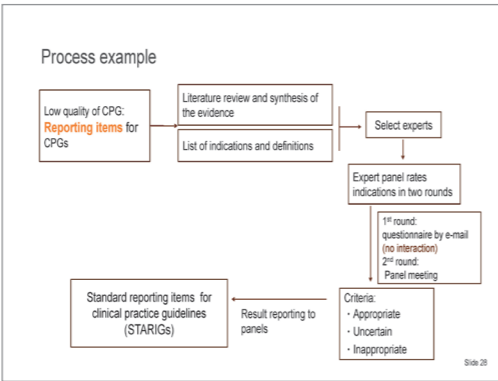 Process example
Low quality of CPG:
Reporting items for
CPGs
Literature review and synthesis of
the evidence
List of indications and definitions
Select experts
Expert panel rates
indications in two rounds
1st round:
questionnaire by e-mail
(no interaction)
2nd round:
Panel meeting
Criteria:
· Appropriate
· Uncertain
· Inappropriate
Result reporting to
panels
Standard reporting items for
clinical practice guidelines
(STARIGs)
Slide 28